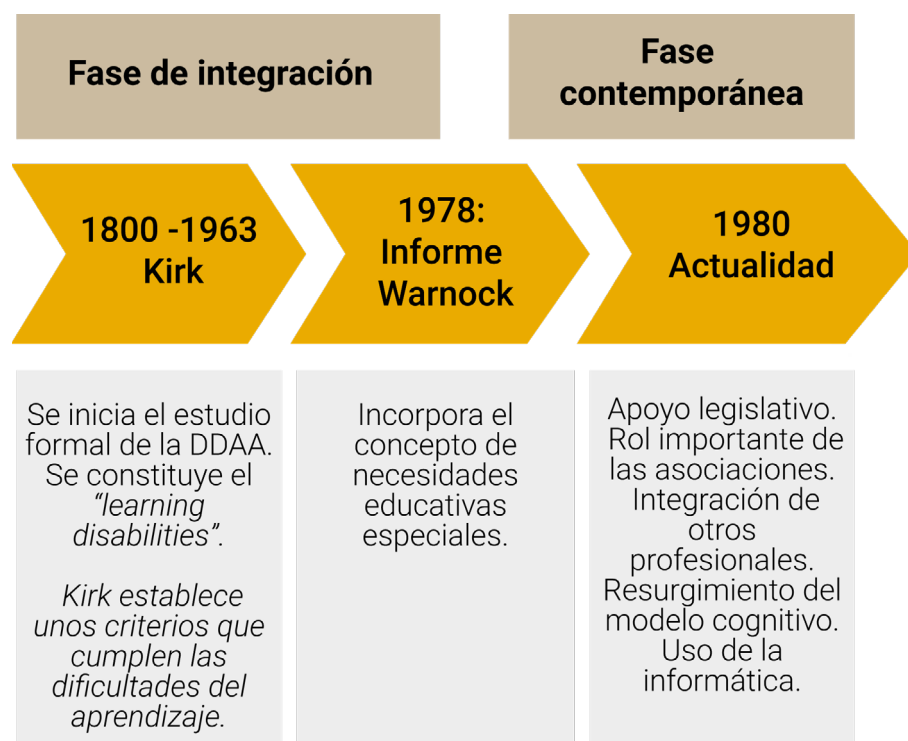 Fase de integración
Fase
contemporánea
1800 -1963
Kirk
1978:
Informe
Warnock
1980
Actualidad
Se inicia el estudio
formal de la DDAA.
Se constituye el
“learning
disabilities”.
Kirk establece
unos criterios que
cumplen las
dificultades del
aprendizaje.
Incorpora el
concepto de
necesidades
educativas
especiales.
Apoyo legislativo.
Rol importante de
las asociaciones.
Integración de
otros
profesionales.
Resurgimiento del
modelo cognitivo.
Uso de la
informática.